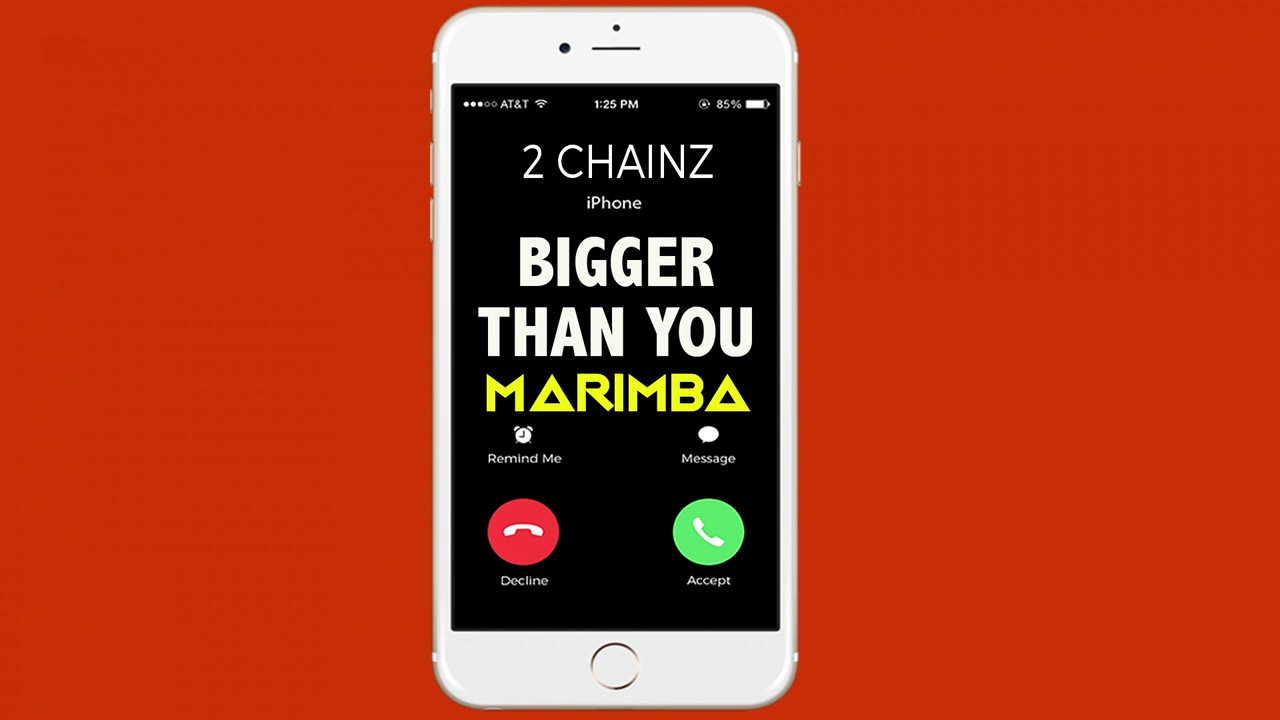 AT&T 1:25 PM 85%
2 CHAINZ
iPhone
BIGGER
THAN YOU
MARIMBA
Remind Me Message
Decline Accept